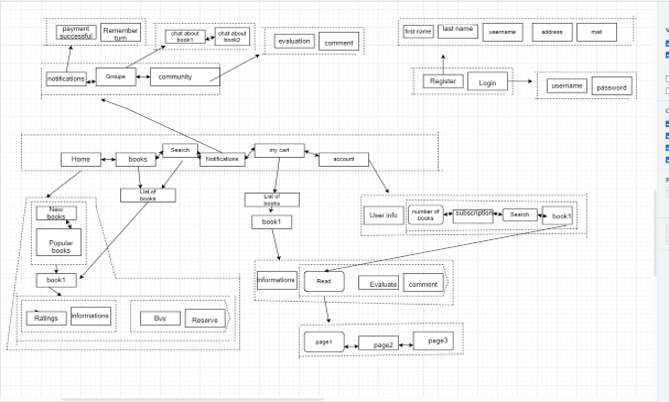 payment
successful
Remember
turn
chat about
book1
chat about
book2
evaluation
comment
first name
last name
username
address
mail
notifications
Groups
community
Register
Login
username
password
Home
books
Search
Notifications
my cart
account
List of
books
List of
books
book1
New
books
Popular
books
book1
Ratings
informations
Buy
Reserve
User info
number of
books
subscription
Search
book1
informations
Read
Evaluate
comment
page1
page2
page3